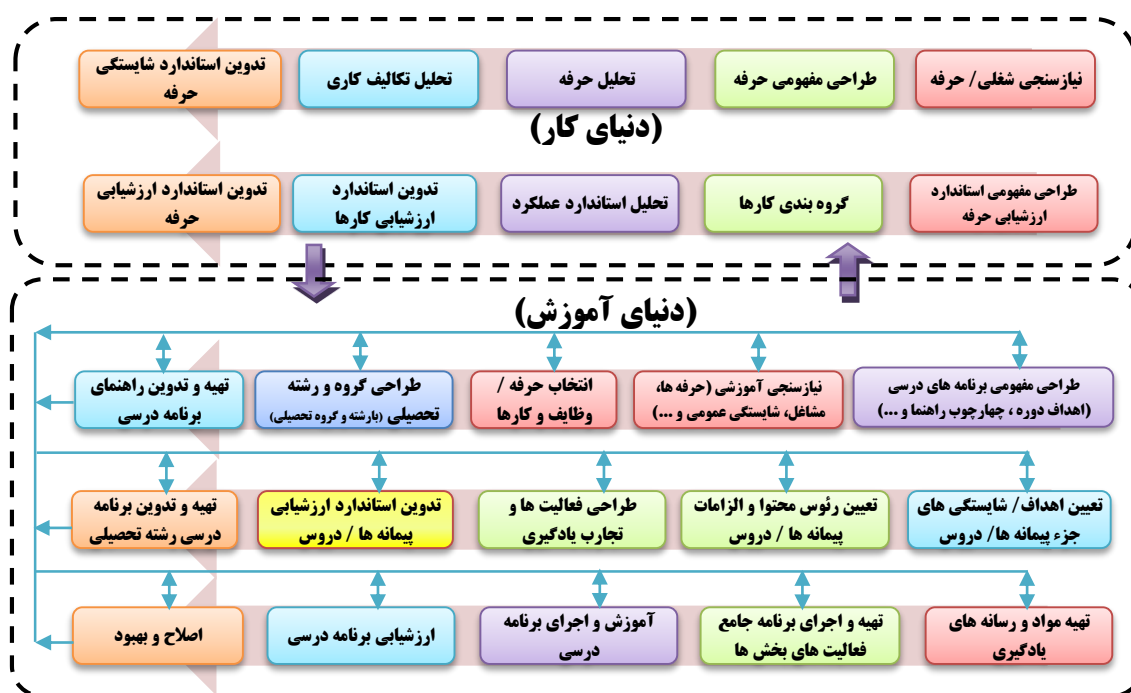 نیازسنجی شغلی/ حرفه
طراحی مفهومی حرفه
تحلیل حرفه
تحلیل تکالیف کاری
تدوین استاندارد شایستگی
حرفه
(دنیای کار)
طراحی مفهومی استاندارد
ارزشیابی حرفه
گروه بندی کارها
تحلیل استاندارد عملکرد
تدوین استاندارد
ارزشیابی کارها
تدوین استاندارد ارزشیابی
حرفه
(دنیای آموزش)
طراحی مفهومی برنامه های درسی
(اهداف دوره ، چهارچوب راهنما و ...)
نیازسنجی آموزشی (حرفه ها،
مشاغل، شایستگی عمومی و ...)
انتخاب حرفه /
وظایف و کارها
طراحی گروه و رشته
تحصیلی (بارشته و گروه تحصیلی)
تهیه و تدوین راهنمای
برنامه درسی
تعیین اهداف/ شایستگی های
جزء پیمانه ها/ دروس
تعیین رئوس محتوا و الزامات
پیمانه ها / دروس
طراحی فعالیت ها و
تجارب یادگیری
تدوین استاندارد ارزشیابی
پیمانه ها / دروس
تهیه و تدوین برنامه
درسی رشته تحصیلی
تهیه مواد و رسانه های
یادگیری
تهیه و اجرای برنامه جامع
فعالیت های بخش ها
آموزش و اجرای برنامه
درسی
ارزشیابی برنامه درسی
اصلاح و بهبود